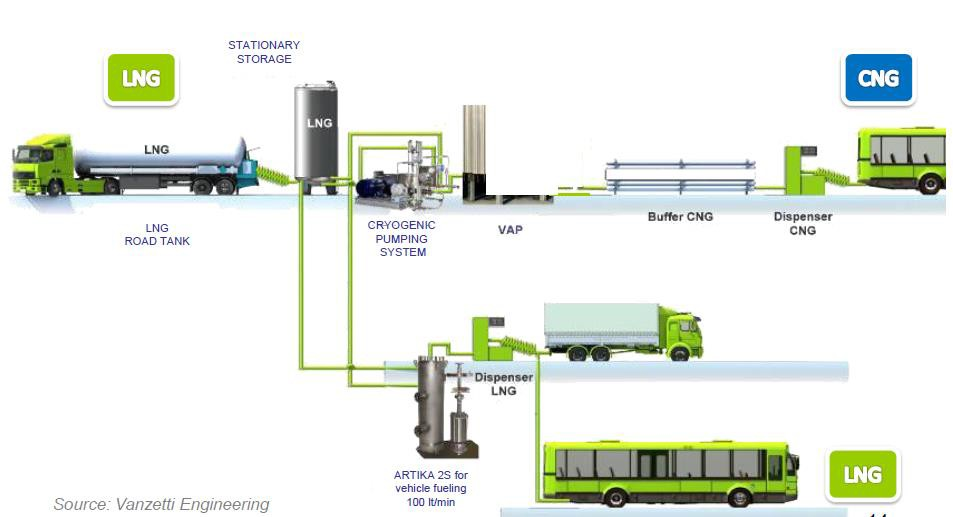 STATIONARY
STORAGE
LNG
CNG
LNG
LNG
LNG
ROAD TANK
CRYOGENIC
PUMPING
SYSTEM
VAP
Buffer CNG
Dispenser
CNG
Dispenser
LNG
ARTIKA 2S for
vehicle fueling
100 lt/min
LNG
Source: Vanzetti Engineering